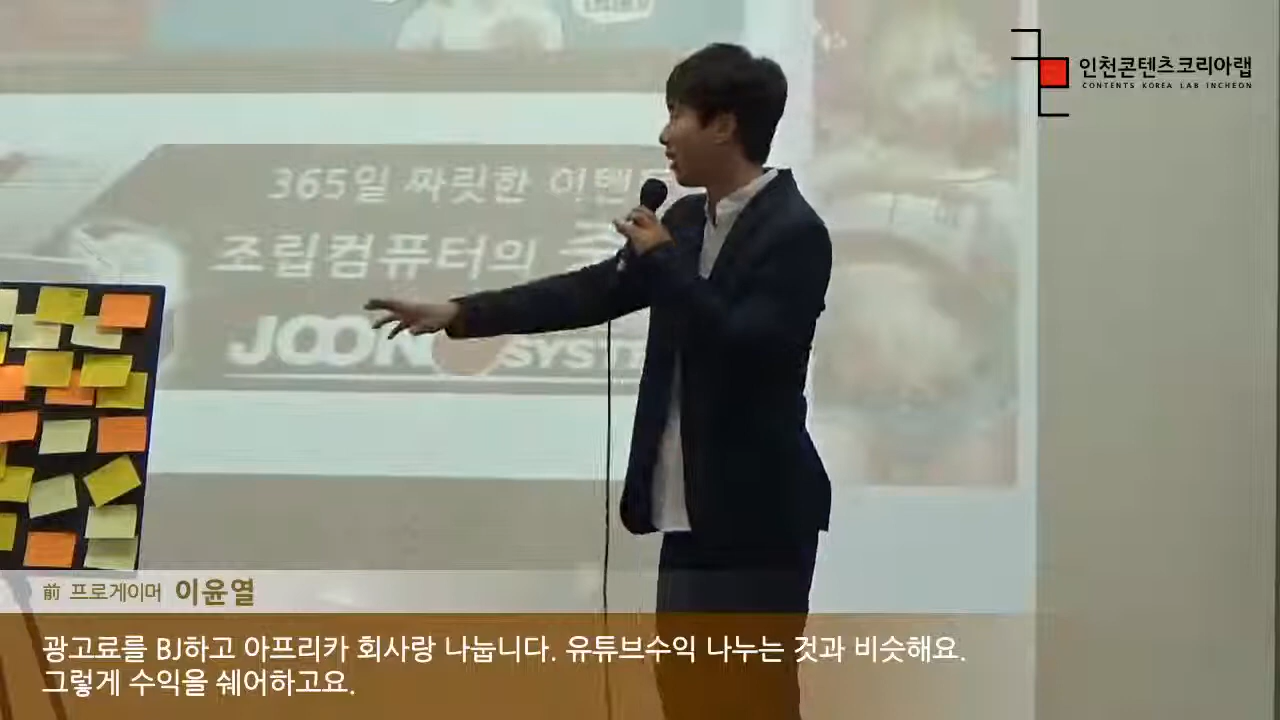 인천콘텐츠코리아랩
CONTENTS KOREA LAB INCHEON
365일 짜릿한
조립컴퓨터의
JOON SYST
前 프로게이머 이윤열
광고료를 BJ하고 아프리카 회사랑 나눕니다. 유튜브수익 나누는 것과 비슷해요.
그렇게 수익을 쉐어하고요.